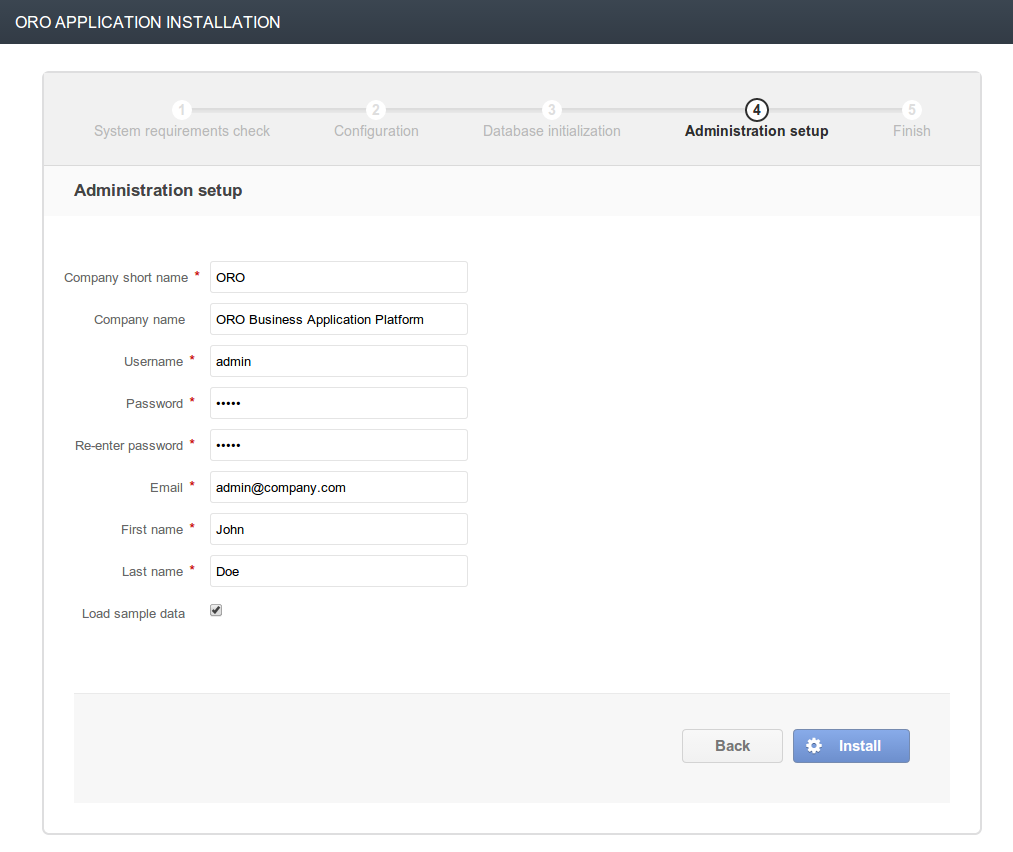 ORO APPLICATION INSTALLATION
1 2 3 4 5
System requirements check Configuration Database initialization Administration setup Finish
Administration setup
Company short name * ORO
Company name ORO Business Application Platform
Username * admin
Password * •••••
Re-enter password * •••••
Email * admin@company.com
First name * John
Last name * Doe
Load sample data
Back Install